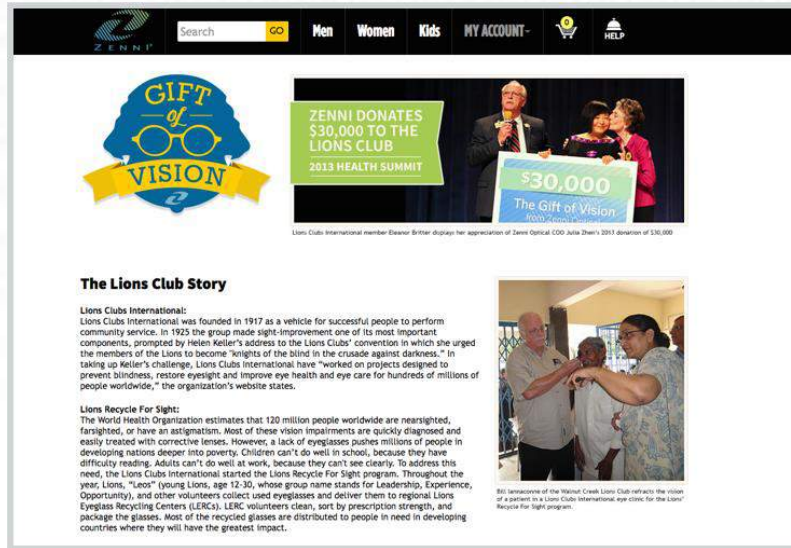 ZENNI
Search
GO
Men
Women
Kids
MY ACCOUNT
0
HELP
GIFT
of
VISION
ZENNI DONATES
$30,000 TO THE
LIONS CLUB
2013 HEALTH SUMMIT
$30,000
The Gift of Vision
from Zenni Optical
Lions Clubs International member Eleanor Britter displays her appreciation of Zenni Optical COO Julia Zhen's 2013 donation of $30,000
The Lions Club Story
Lions Clubs International:
Lions Clubs International was founded in 1917 as a vehicle for successful people to perform
community service. In 1925 the group made sight-improvement one of its most important
components, prompted by Helen Keller's address to the Lions Clubs' convention in which she urged
the members of the Lions to become "knights of the blind in the crusade against darkness." In
taking up Keller's challenge, Lions Clubs International have "worked on projects designed to
prevent blindness, restore eyesight and improve eye health and eye care for hundreds of millions of
people worldwide," the organization's website states.
Lions Recycle For Sight:
The World Health Organization estimates that 120 million people worldwide are nearsighted,
farsighted, or have an astigmatism. Most of these vision impairments are quickly diagnosed and
easily treated with corrective lenses. However, a lack of eyeglasses pushes millions of people in
developing nations deeper into poverty. Children can't do well in school, because they have
difficulty reading. Adults can't do well at work, because they can't see clearly. To address this
need, the Lions Clubs International started the Lions Recycle For Sight program. Throughout the
year, Lions, "Leos" (young Lions, age 12-30, whose group name stands for Leadership, Experience,
Opportunity), and other volunteers collect used eyeglasses and deliver them to regional Lions
Eyeglass Recycling Centers (LERCs). LERC volunteers clean, sort by prescription strength, and
package the glasses. Most of the recycled glasses are distributed to people in need in developing
countries where they will have the greatest impact.
Bill Iannaccone of the Walnut Creek Lions Club refracts the vision
of a patient in a Lions Clubs International eye clinic for the Lions'
Recycle For Sight program.